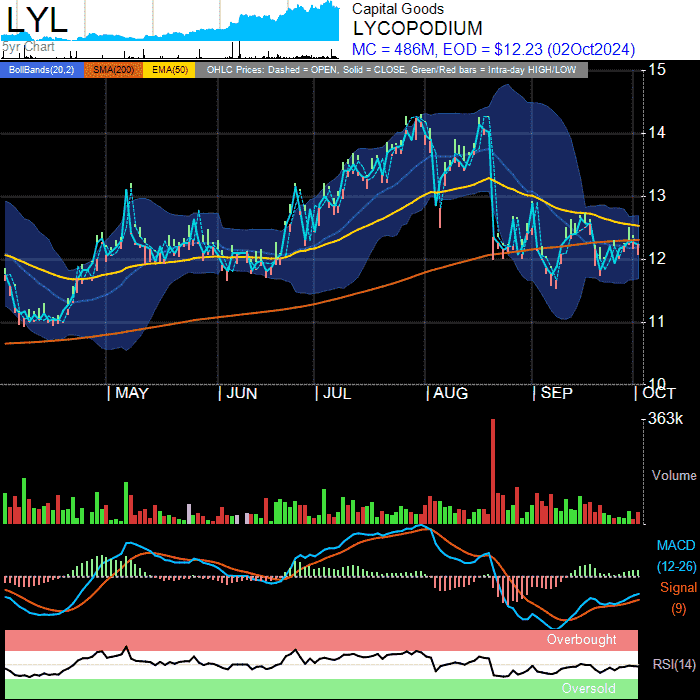 LYL
5yr Chart
Capital Goods
LYCOPODIUM
MC = 486M, EOD = $12.23 (02Oct2024)
BollBands(20,2) SMA(200) EMA(50) OHLC Prices: Dashed = OPEN, Solid = CLOSE, Green/Red bars = Intra-day HIGH/LOW
15
14
13
12
11
10
MAY JUN JUL AUG SEP OCT
363k
Volume
MACD
(12-26)
Signal
(9)
Overbought
RSI(14)
Oversold